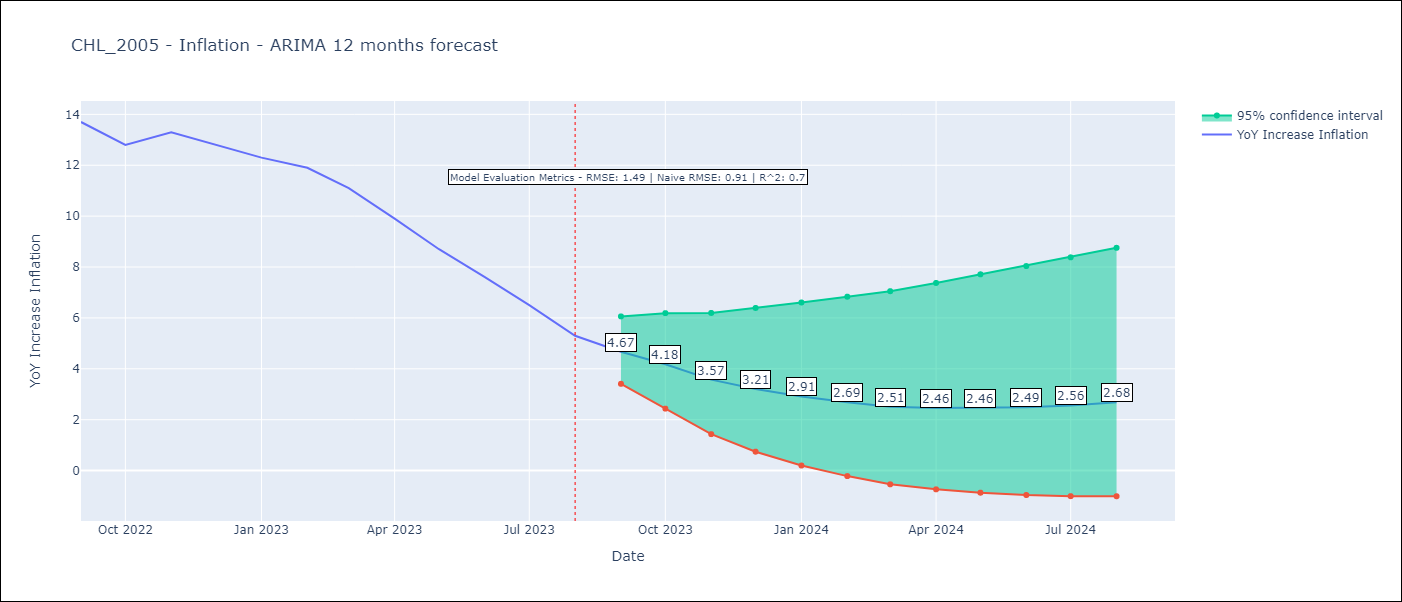 CHL_2005 - Inflation - ARIMA 12 months forecast
95% confidence interval
YoY Increase Inflation
Model Evaluation Metrics - RMSE: 1.49 | Naive RMSE: 0.91 | R^2: 0.7
YoY Increase Inflation
14
12
10
8
6
4
2
0
4.67
4.18
3.57
3.21
2.91
2.69
2.51
2.46
2.46
2.49
2.56
2.68
Oct 2022
Jan 2023
Apr 2023
Jul 2023
Oct 2023
Jan 2024
Apr 2024
Jul 2024
Date